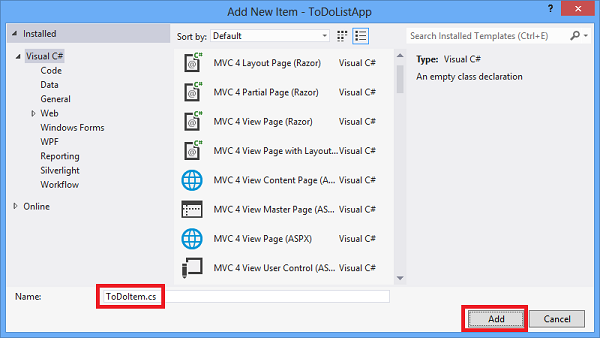 Add New Item - ToDoListApp
Installed
Sort by: Default
Search Installed Templates (Ctrl+E)
Visual C#
Code
Data
General
Web
Windows Forms
WPF
Reporting
Silverlight
Workflow
Online
MVC 4 Layout Page (Razor) Visual C#
MVC 4 Partial Page (Razor) Visual C#
MVC 4 View Page (Razor) Visual C#
MVC 4 View Page with Layout... Visual C#
MVC 4 View Content Page (A... Visual C#
MVC 4 View Master Page (AS... Visual C#
MVC 4 View Page (ASPX) Visual C#
MVC 4 View User Control (AS... Visual C#
Type: Visual C#
An empty class declaration
Name: ToDoItem.cs
Add Cancel